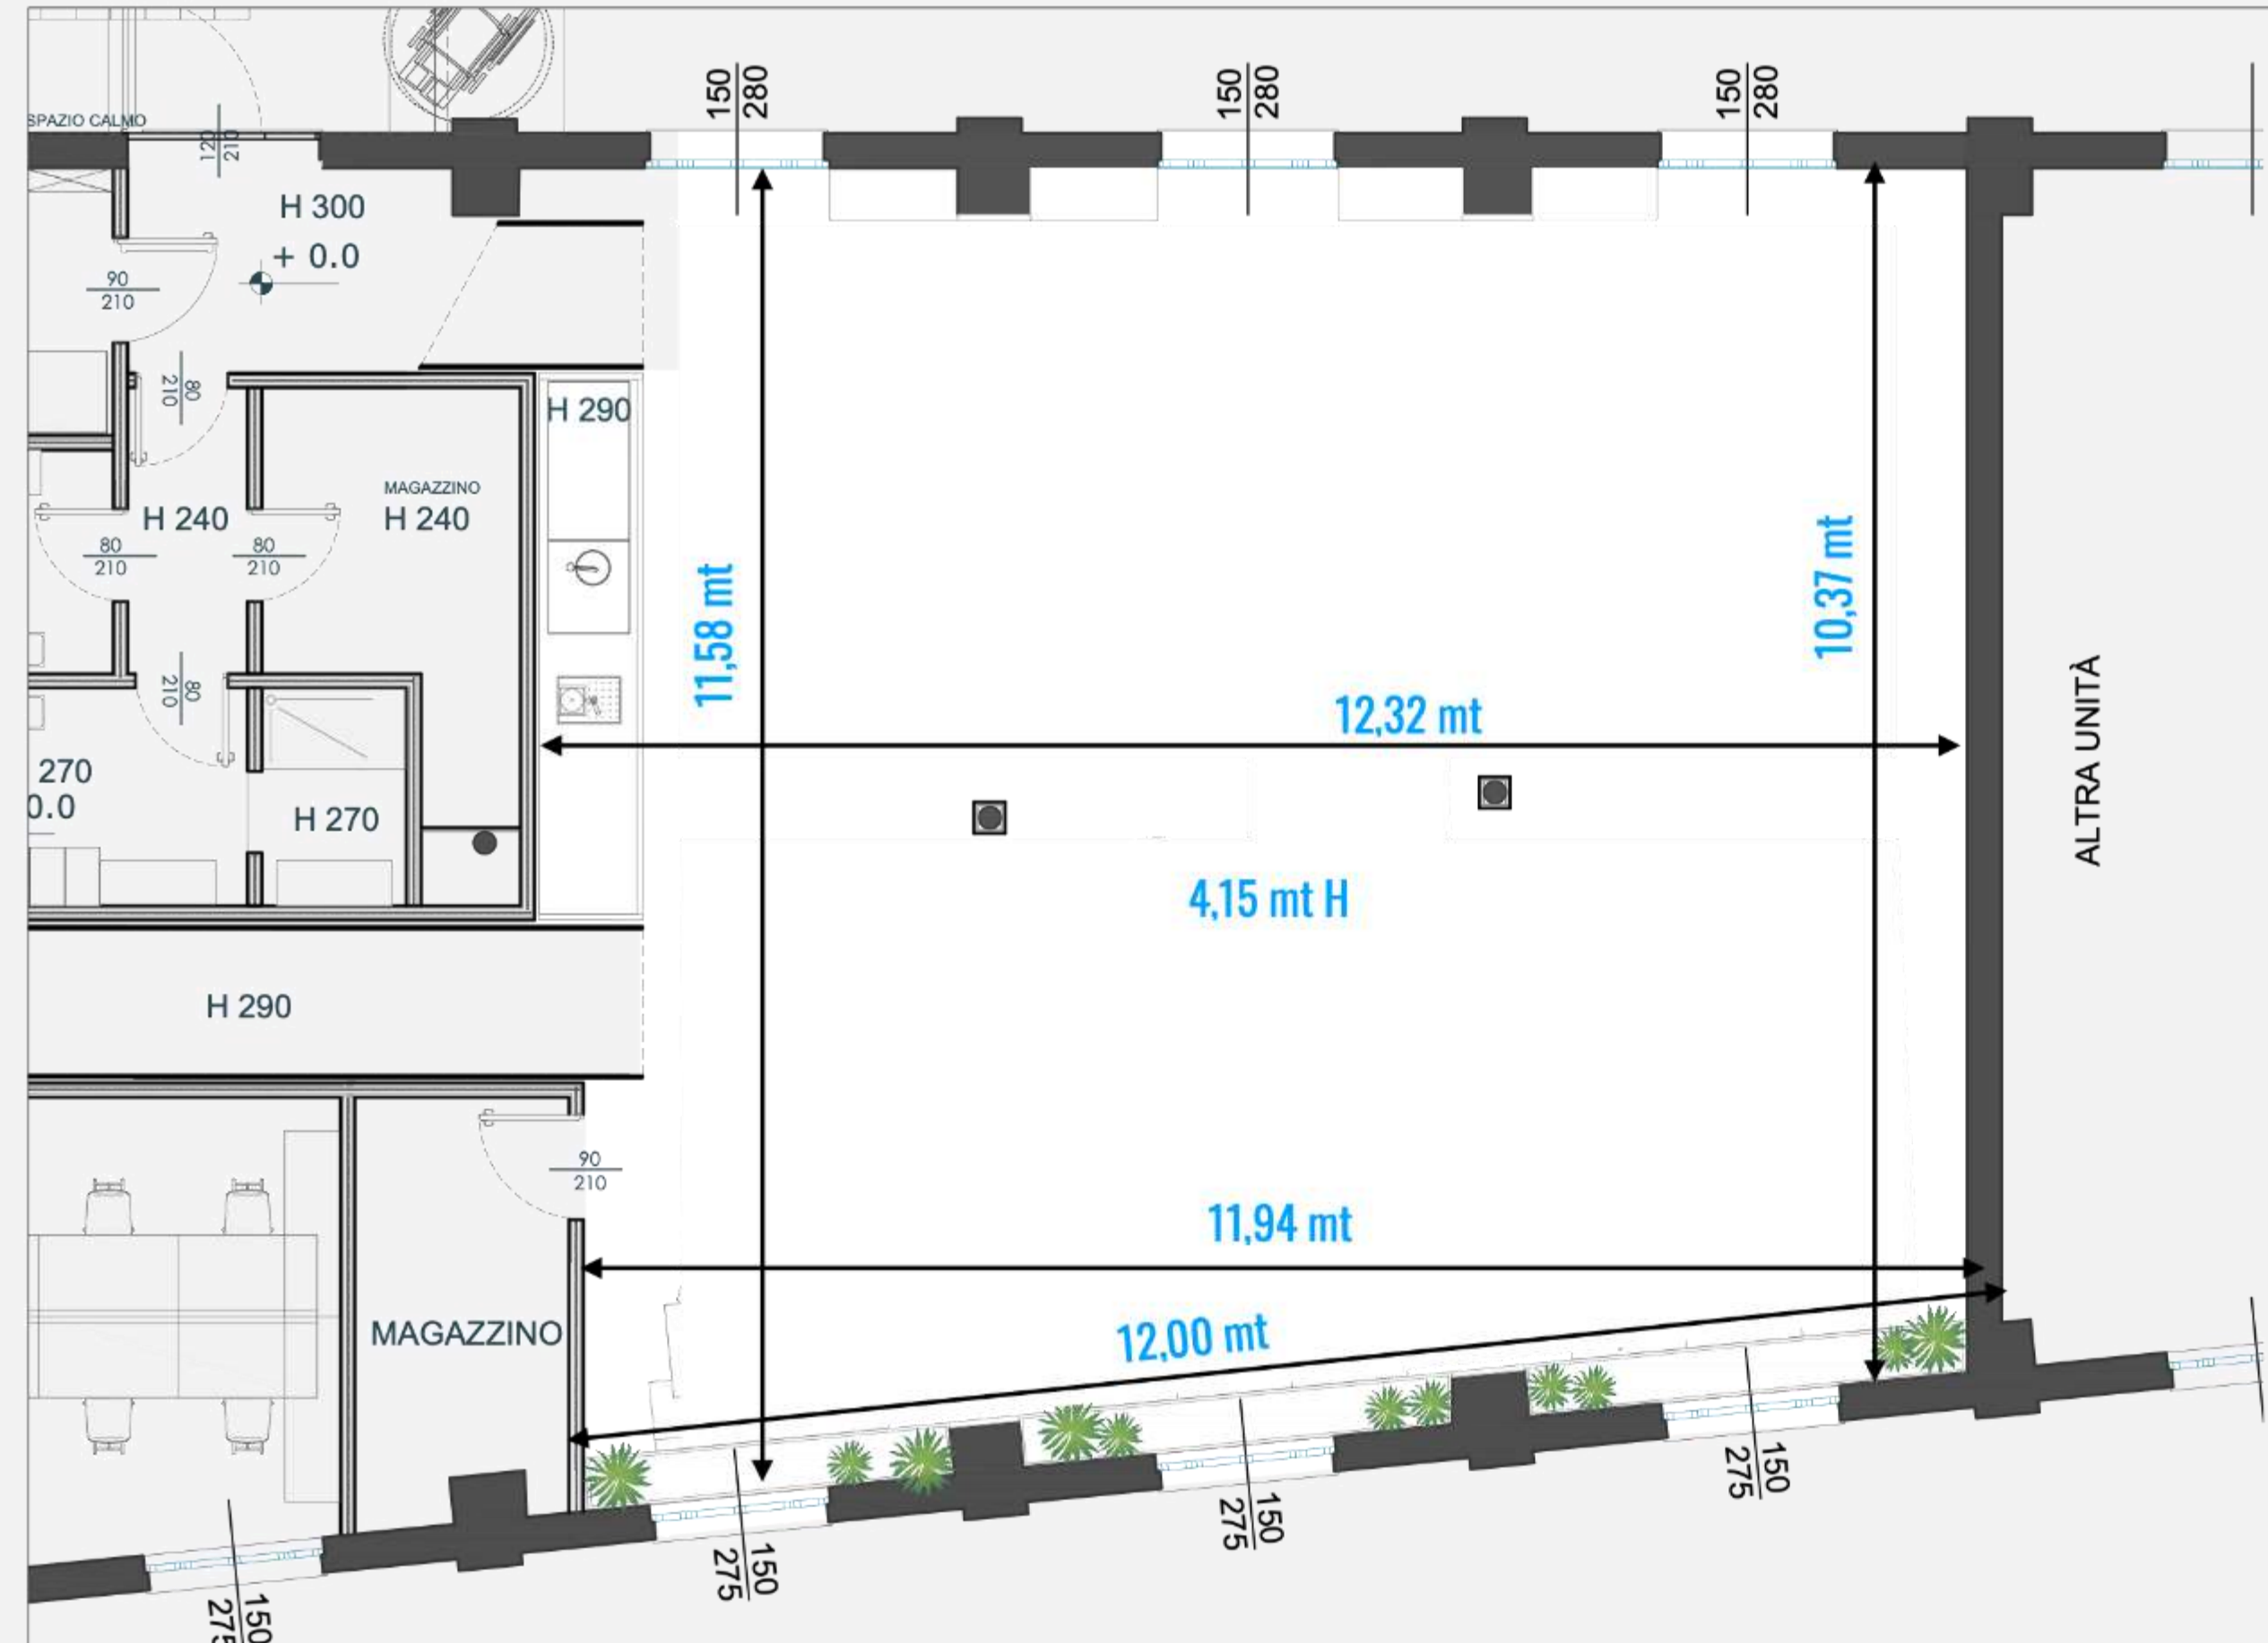 150
280
150
280
150
280
SPAZIO CALMO
120
210
H 300
+ 0.0
90
210
80
210
H 290
MAGAZZINO
H 240
H 240
80
210
80
210
11,58 mt
10,37 mt
12,32 mt
ALTRA UNITÀ
80
210
270
0.0
H 270
4,15 mt H
H 290
90
210
11,94 mt
MAGAZZINO
12,00 mt
150
275
150
275
150
275
150
275